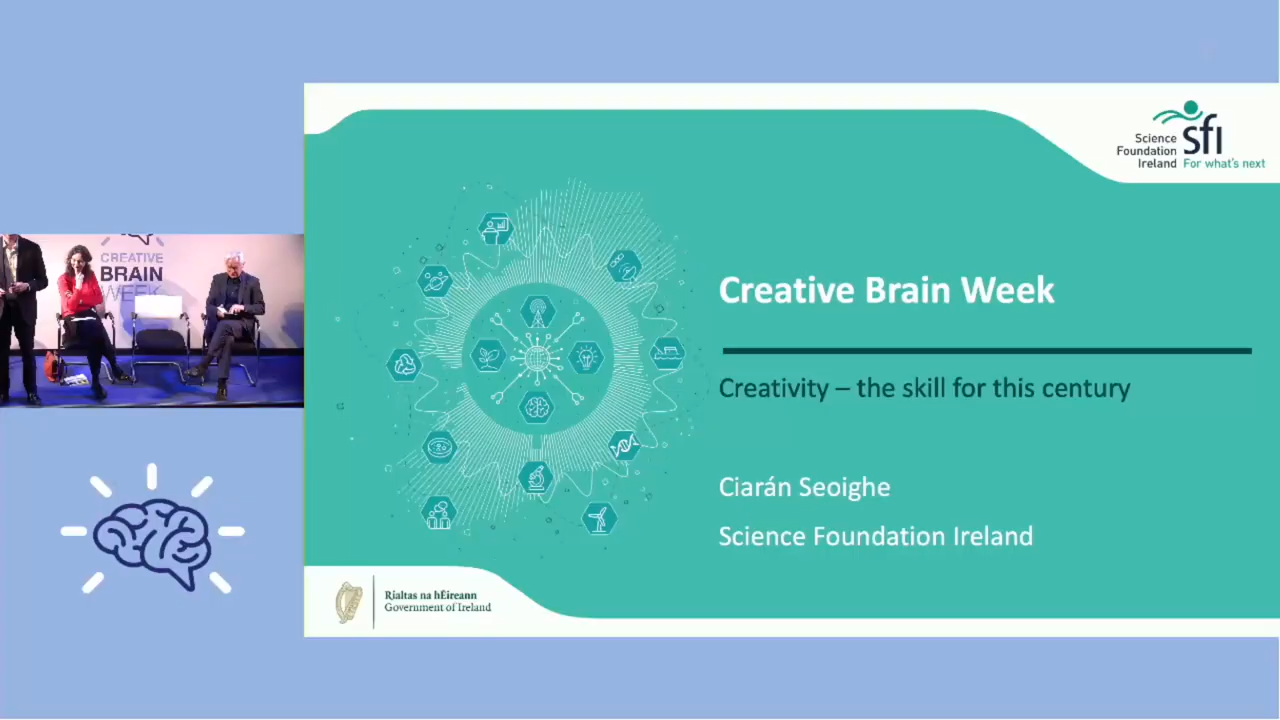 CREATIVE
BRAIN
WEEK
Science
Foundation
Ireland
sfi
For what's next
Creative Brain Week
Creativity – the skill for this century
Ciarán Seoighe
Science Foundation Ireland
Rialtas na hÉireann
Government of Ireland